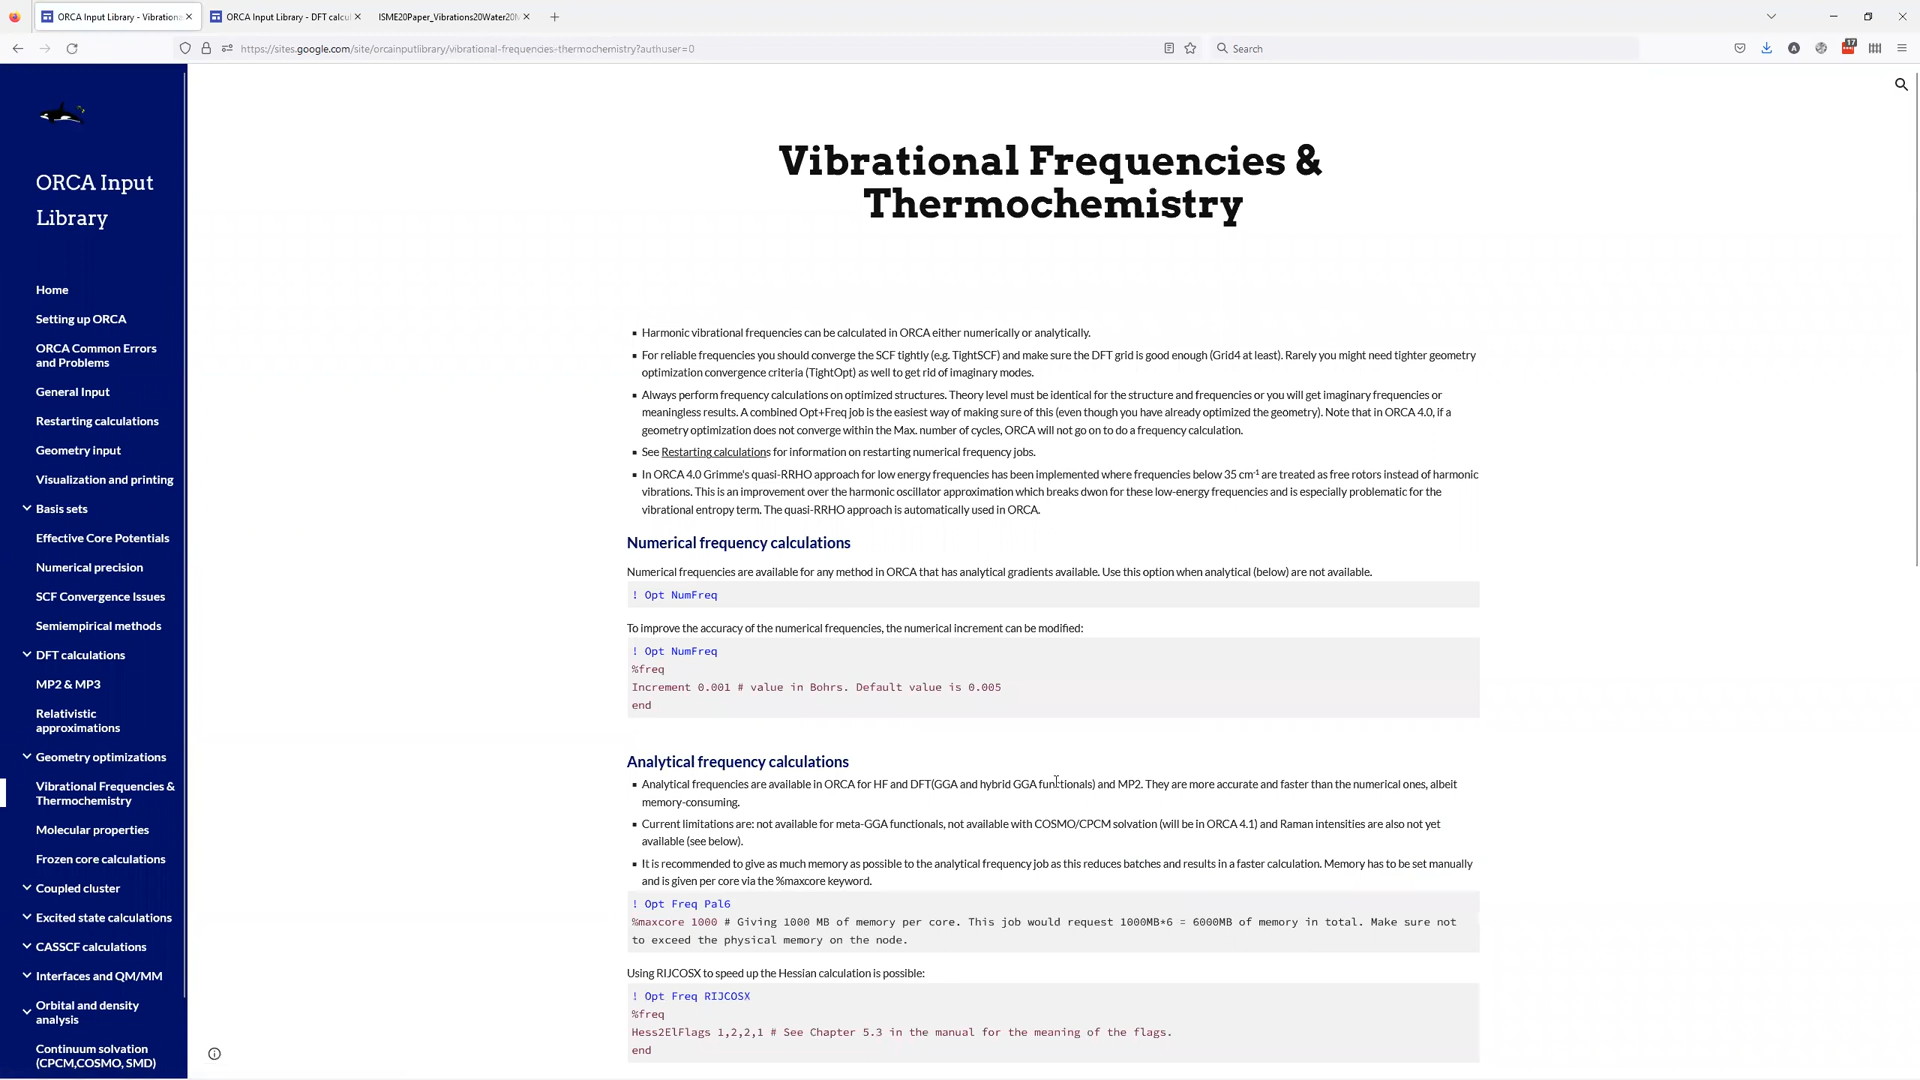 ORCA Input Library - Vibrationa
ORCA Input Library - DFT calcul
ISME20Paper_Vibrations20Water20M
https://sites.google.com/site/orcainputlibrary/vibrational-frequencies-thermochemistry?authuser=0
Search
17
ORCA Input
Library
Home
Setting up ORCA
ORCA Common Errors
and Problems
General Input
Restarting calculations
Geometry input
Visualization and printing
Basis sets
Effective Core Potentials
Numerical precision
SCF Convergence Issues
Semiempirical methods
DFT calculations
MP2 & MP3
Relativistic
approximations
Geometry optimizations
Vibrational Frequencies &
Thermochemistry
Molecular properties
Frozen core calculations
Coupled cluster
Excited state calculations
CASSCF calculations
Interfaces and QM/MM
Orbital and density
analysis
Continuum solvation
(CPCM,COSMO, SMD)
Vibrational Frequencies &
Thermochemistry
Harmonic vibrational frequencies can be calculated in ORCA either numerically or analytically.
For reliable frequencies you should converge the SCF tightly (e.g. TightSCF) and make sure the DFT grid is good enough (Grid4 at least). Rarely you might need tighter geometry
optimization convergence criteria (TightOpt) as well to get rid of imaginary modes.
Always perform frequency calculations on optimized structures. Theory level must be identical for the structure and frequencies or you will get imaginary frequencies or
meaningless results. A combined Opt+Freq job is the easiest way of making sure of this (even though you have already optimized the geometry). Note that in ORCA 4.0, if a
geometry optimization does not converge within the Max. number of cycles, ORCA will not go on to do a frequency calculation.
See Restarting calculations for information on restarting numerical frequency jobs.
In ORCA 4.0 Grimme's quasi-RRHO approach for low energy frequencies has been implemented where frequencies below 35 cm⁻¹ are treated as free rotors instead of harmonic
vibrations. This is an improvement over the harmonic oscillator approximation which breaks dwon for these low-energy frequencies and is especially problematic for the
vibrational entropy term. The quasi-RRHO approach is automatically used in ORCA.
Numerical frequency calculations
Numerical frequencies are available for any method in ORCA that has analytical gradients available. Use this option when analytical (below) are not available.
! Opt NumFreq
To improve the accuracy of the numerical frequencies, the numerical increment can be modified:
! Opt NumFreq
%freq
Increment 0.001 # value in Bohrs. Default value is 0.005
end
Analytical frequency calculations
Analytical frequencies are available in ORCA for HF and DFT(GGA and hybrid GGA functionals) and MP2. They are more accurate and faster than the numerical ones, albeit
memory-consuming.
Current limitations are: not available for meta-GGA functionals, not available with COSMO/CPCM solvation (will be in ORCA 4.1) and Raman intensities are also not yet
available (see below).
It is recommended to give as much memory as possible to the analytical frequency job as this reduces batches and results in a faster calculation. Memory has to be set manually
and is given per core via the %maxcore keyword.
! Opt Freq Pal6
%maxcore 1000 # Giving 1000 MB of memory per core. This job would request 1000MB*6 = 6000MB of memory in total. Make sure not
to exceed the physical memory on the node.
Using RIJCOSX to speed up the Hessian calculation is possible:
! Opt Freq RIJCOSX
%freq
Hess2ElFlags 1,2,2,1 # See Chapter 5.3 in the manual for the meaning of the flags.
end